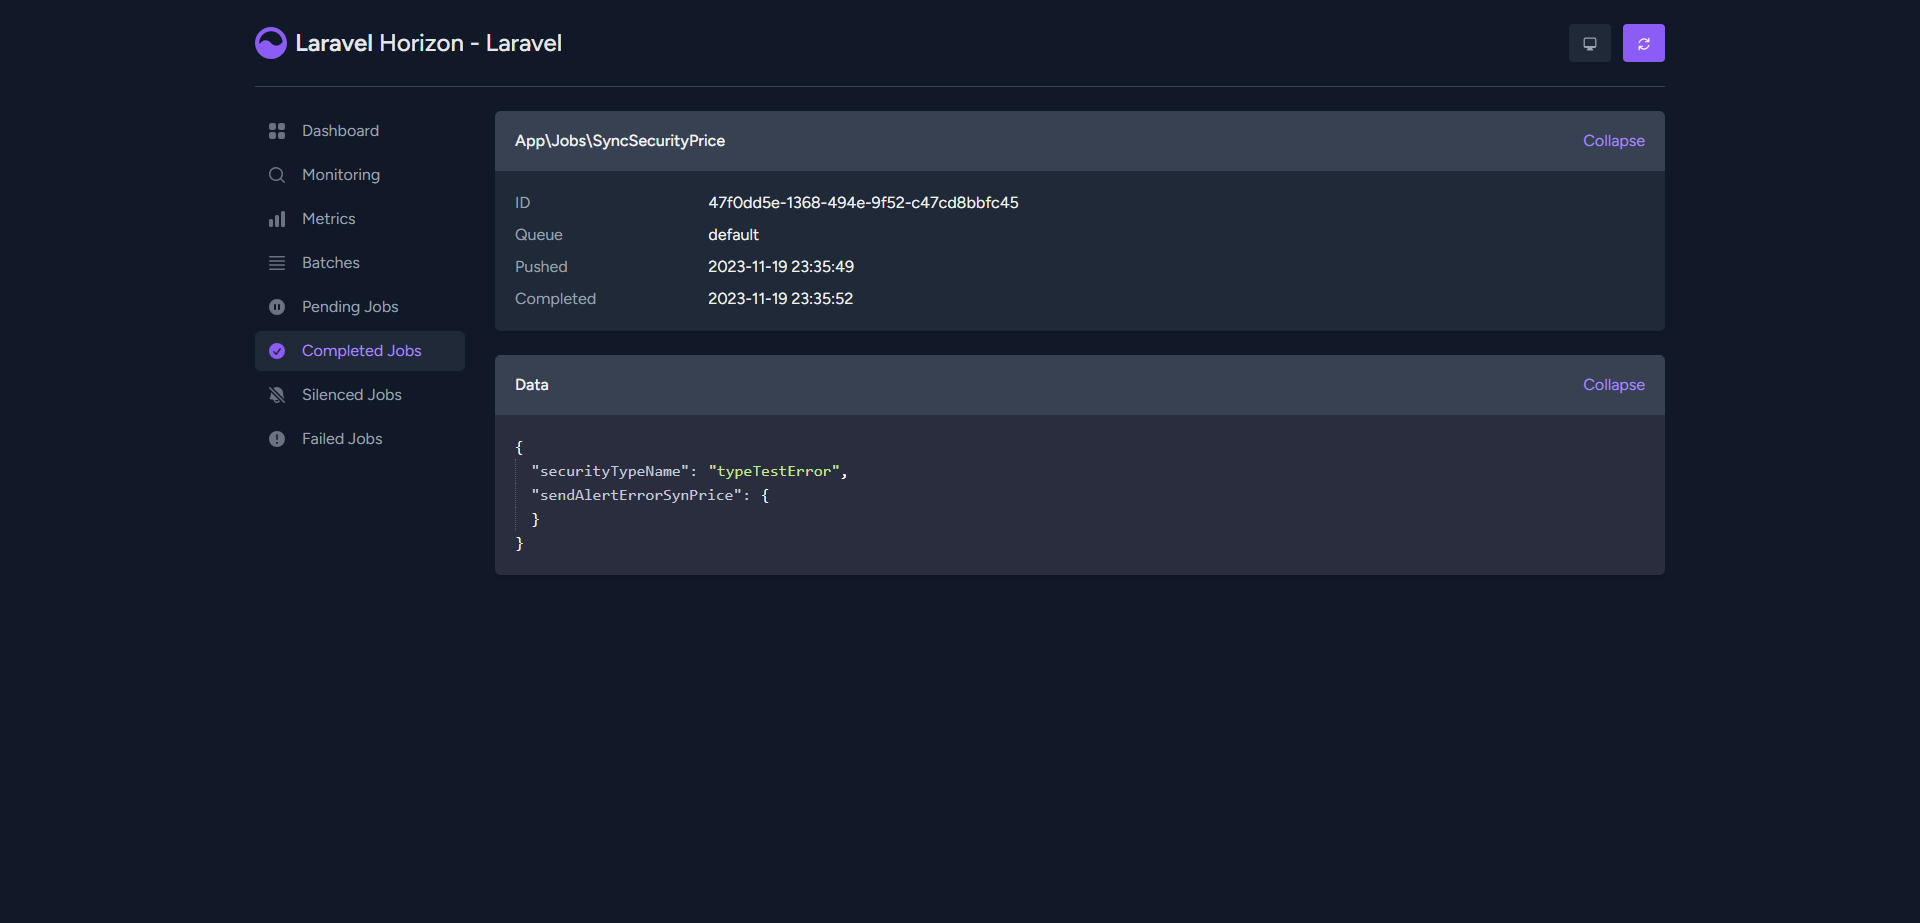 Laravel Horizon - Laravel
Dashboard
Monitoring
Metrics
Batches
Pending Jobs
Completed Jobs
Silenced Jobs
Failed Jobs
App\Jobs\SyncSecurityPrice Collapse
ID 47f0dd5e-1368-494e-9f52-c47cd8bbfc45
Queue default
Pushed 2023-11-19 23:35:49
Completed 2023-11-19 23:35:52
Data Collapse
{
"securityTypeName": "typeTestError",
"sendAlertErrorSynPrice": {
}
}